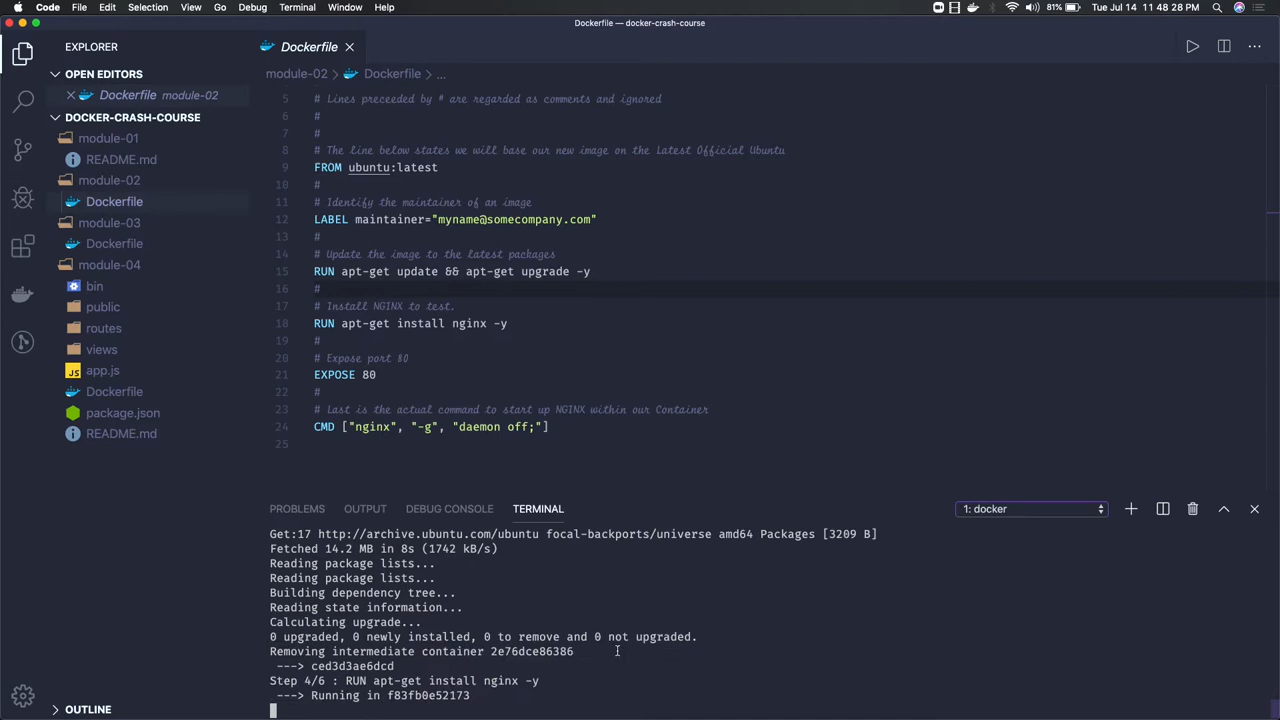 Code File Edit Selection View Go Debug Terminal Window Help
81% Tue Jul 14 11:48:28 PM
Dockerfile — docker-crash-course
EXPLORER
OPEN EDITORS
Dockerfile module-02
DOCKER-CRASH-COURSE
module-01
README.md
module-02
Dockerfile
module-03
Dockerfile
module-04
bin
public
routes
views
JS app.js
Dockerfile
package.json
README.md
OUTLINE
Dockerfile
module-02 > Dockerfile > ...
5 # Lines preceeded by # are regarded as comments and ignored
6 #
7 #
8 # The line below states we will base our new image on the Latest Official Ubuntu
9 FROM ubuntu:latest
10 #
11 # Identify the maintainer of an image
12 LABEL maintainer="myname@somecompany.com"
13 #
14 # Update the image to the latest packages
15 RUN apt-get update && apt-get upgrade -y
16 #
17 # Install NGINX to test.
18 RUN apt-get install nginx -y
19 #
20 # Expose port 80
21 EXPOSE 80
22 #
23 # Last is the actual command to start up NGINX within our Container
24 CMD ["nginx", "-g", "daemon off;"]
25
PROBLEMS OUTPUT DEBUG CONSOLE TERMINAL
1: docker
Get:17 http://archive.ubuntu.com/ubuntu focal-backports/universe amd64 Packages [3209 B]
Fetched 14.2 MB in 8s (1742 kB/s)
Reading package lists...
Reading package lists...
Building dependency tree...
Reading state information...
Calculating upgrade...
0 upgraded, 0 newly installed, 0 to remove and 0 not upgraded.
Removing intermediate container 2e76dce86386
---> ced3d3ae6dcd
Step 4/6 : RUN apt-get install nginx -y
---> Running in f83fb0e52173